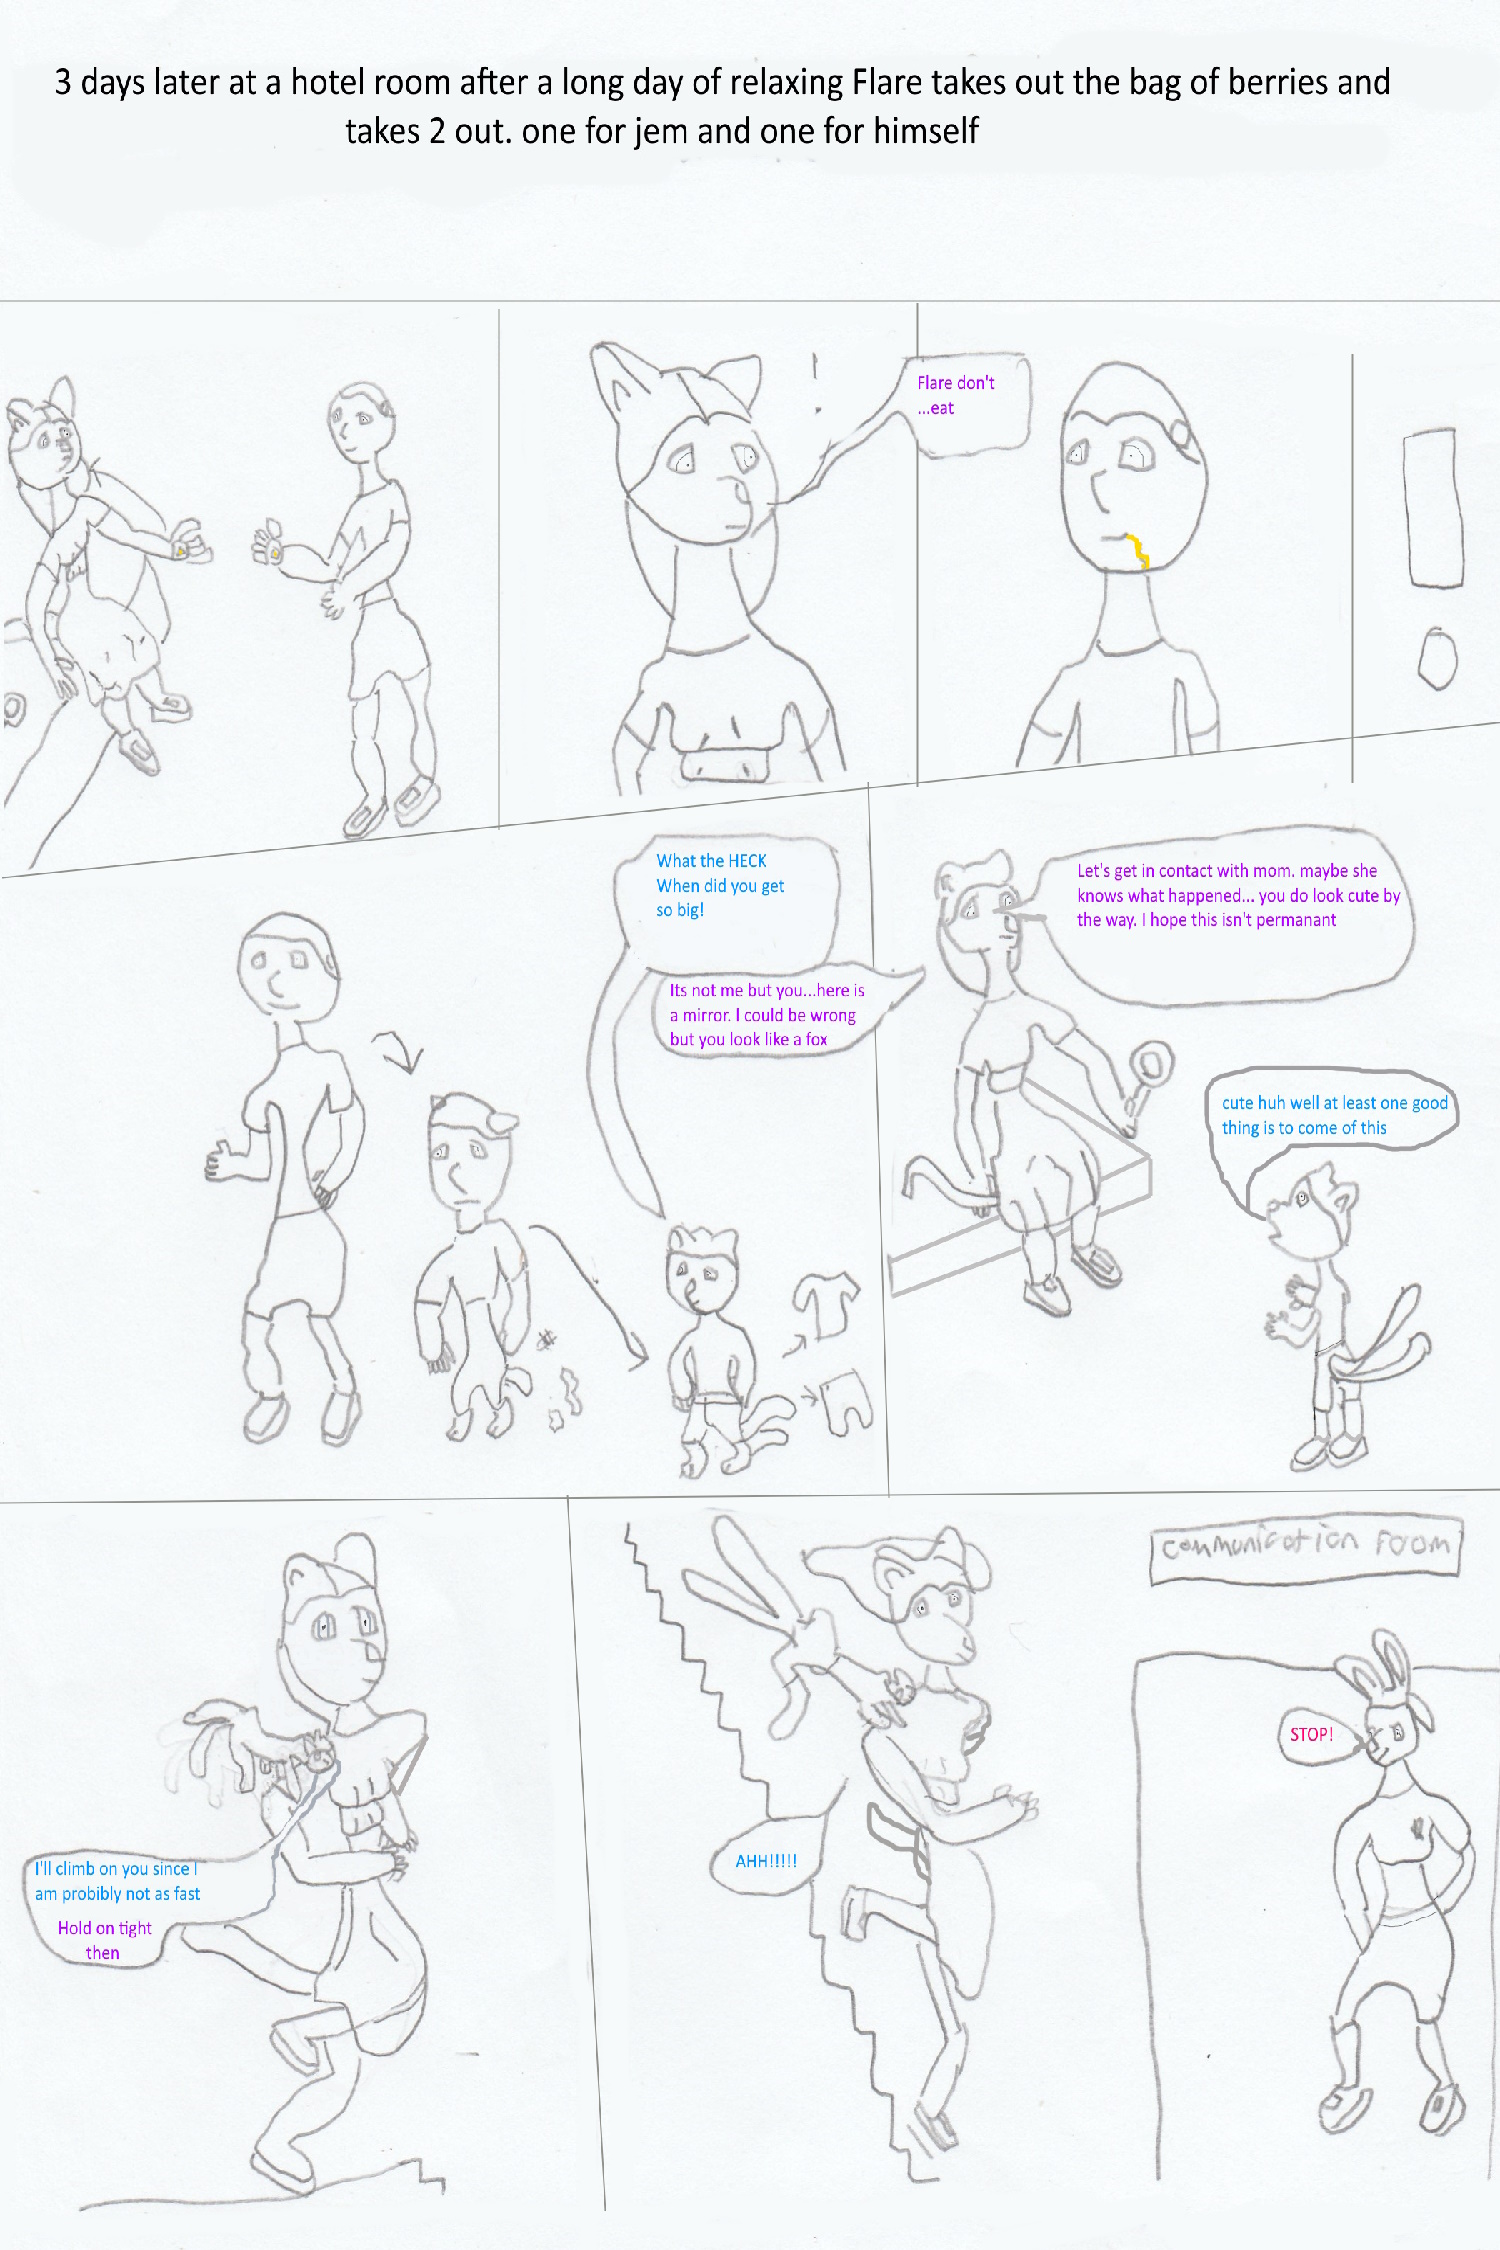 3 days later at a hotel room after a long day of relaxing Flare takes out the bag of berries and
takes 2 out. one for jem and one for himself
Flare don't
...eat
What the HECK
When did you get
so big!
Its not me but you...here is
a mirror. I could be wrong
but you look like a fox
Let's get in contact with mom. maybe she
knows what happened... you do look cute by
the way. I hope this isn't permanant
cute huh well at least one good
thing is to come of this
I'll climb on you since I
am probibly not as fast
Hold on tight
then
AHH!!!!!
communication room
STOP!